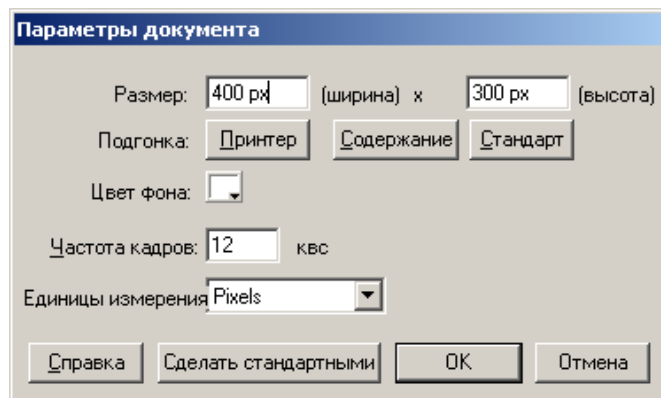 Параметры документа
Размер: 400 px (ширина) x 300 px (высота)
Подгонка: Принтер Содержание Стандарт
Цвет фона:
Частота кадров: 12 квс
Единицы измерения Pixels
Справка Сделать стандартными OK Отмена